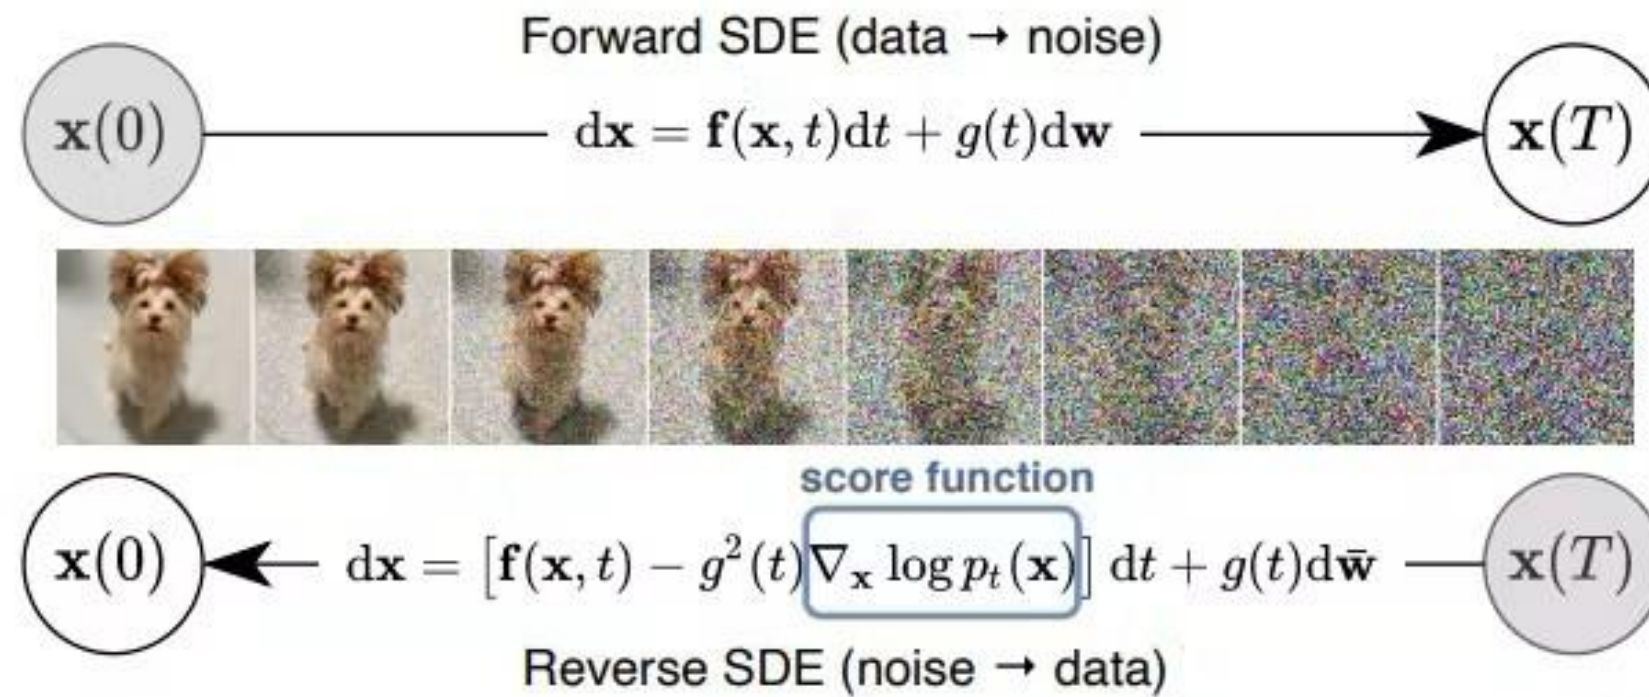 Forward SDE (data → noise)
x(0) dx = f(x, t)dt + g(t)dw x(T)
score function
x(0) dx = [f(x, t) − g²(t)∇ₓ log pₜ(x)] dt + g(t)dw̄ x(T)
Reverse SDE (noise → data)